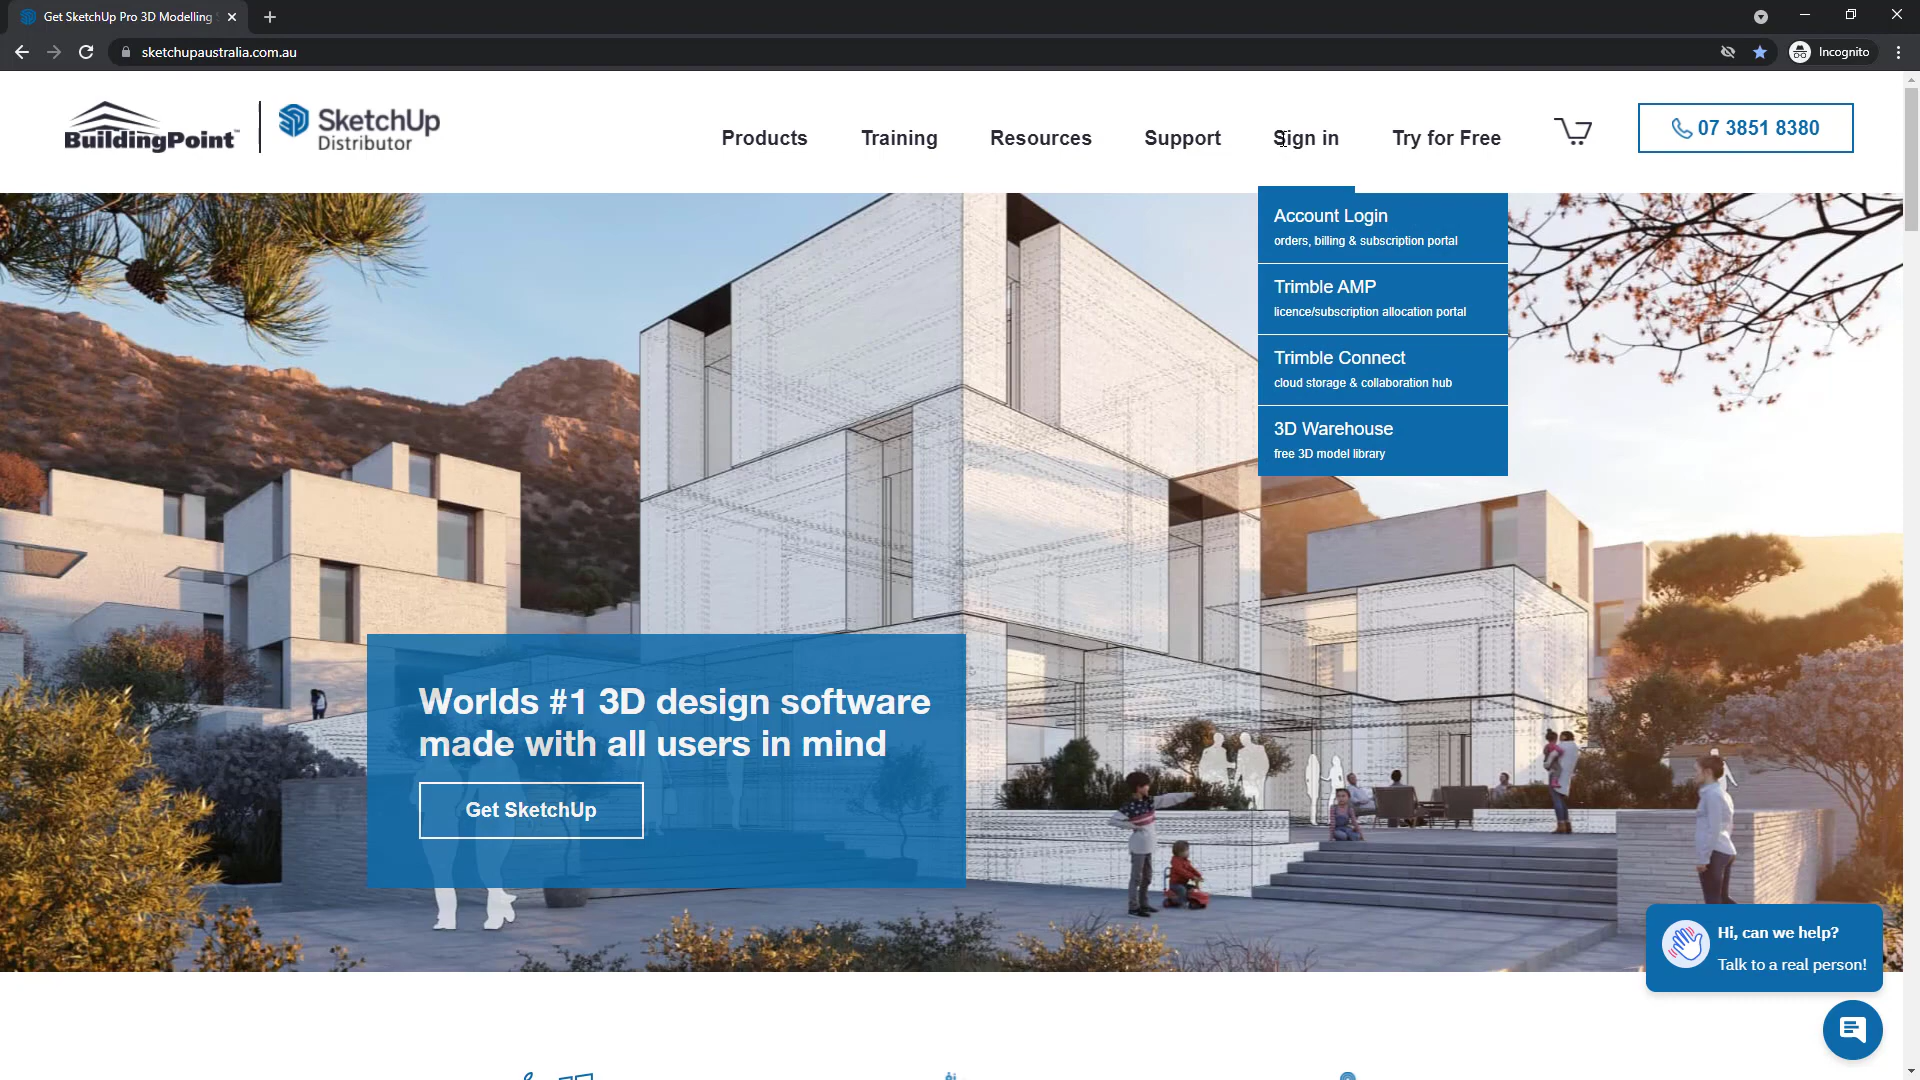 Get SketchUp Pro 3D Modelling
sketchupaustralia.com.au
Incognito
BuildingPoint™
SketchUp
Distributor
Products
Training
Resources
Support
Sign in
Try for Free
07 3851 8380
Account Login
orders, billing & subscription portal
Trimble AMP
licence/subscription allocation portal
Trimble Connect
cloud storage & collaboration hub
3D Warehouse
free 3D model library
Worlds #1 3D design software
made with all users in mind
Get SketchUp
Hi, can we help?
Talk to a real person!